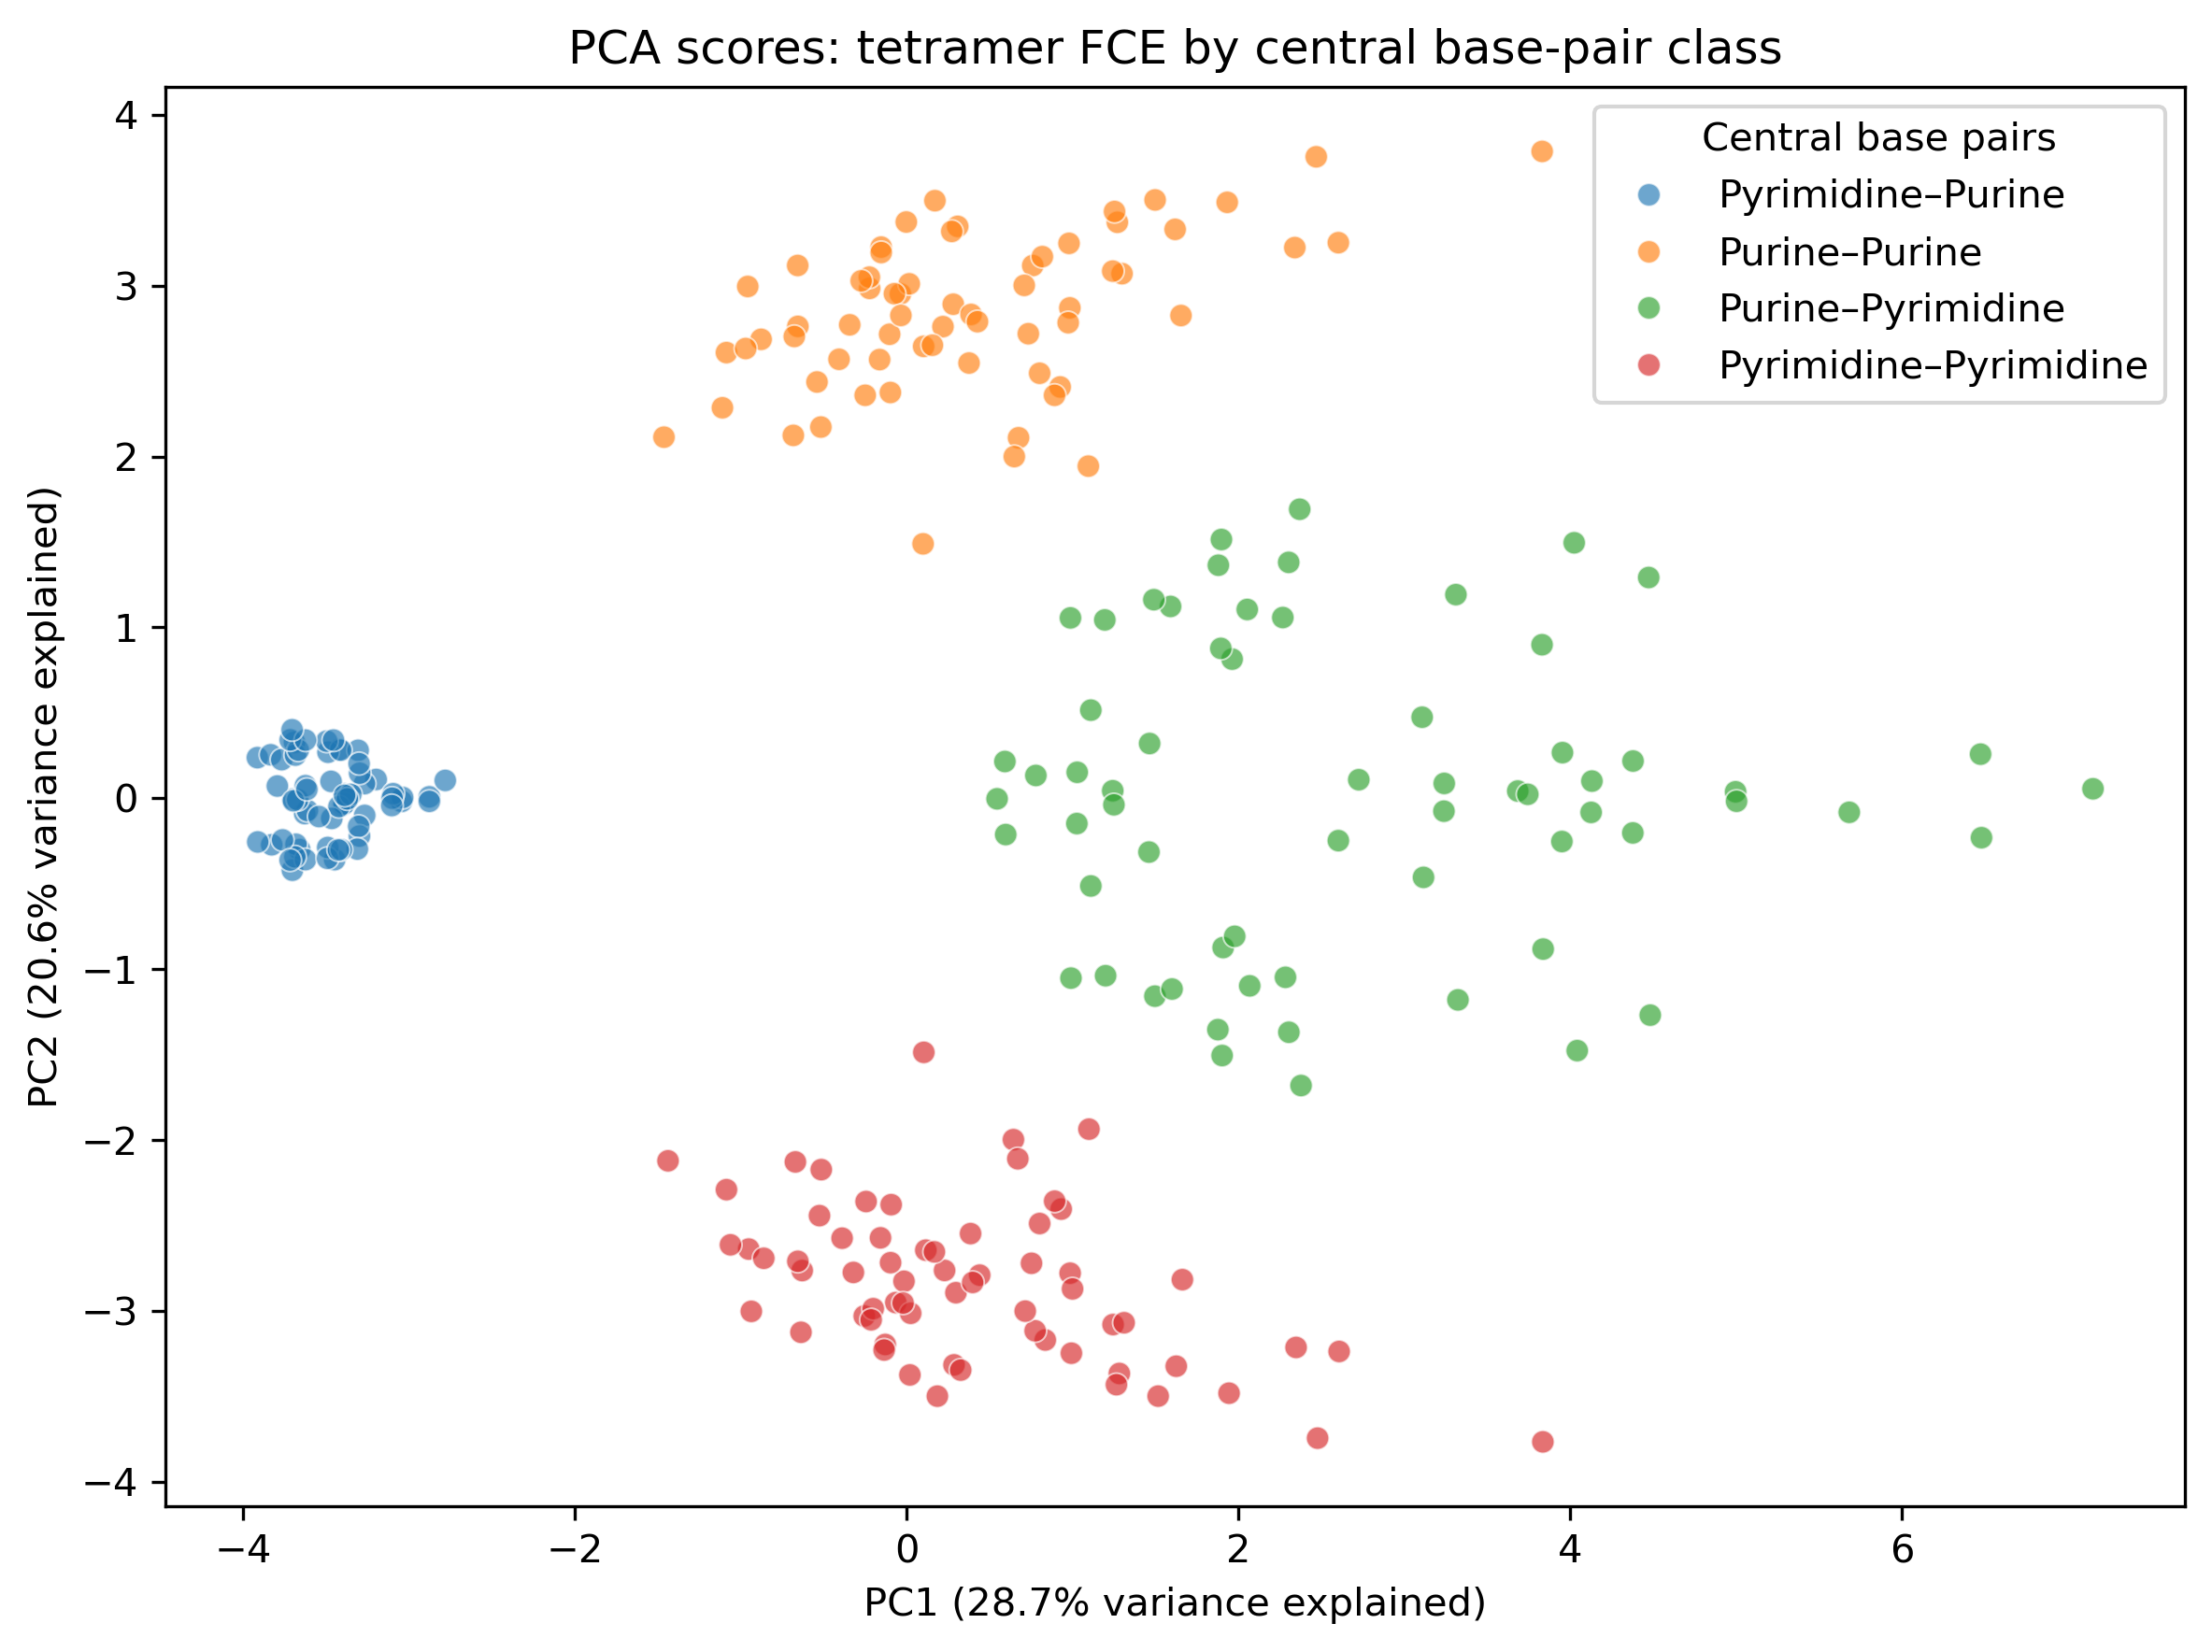 PCA scores: tetramer FCE by central base-pair class
4
3
2
1
0
−1
−2
−3
−4
PC2 (20.6% variance explained)
Central base pairs
Pyrimidine–Purine
Purine–Purine
Purine–Pyrimidine
Pyrimidine–Pyrimidine
−4 −2 0 2 4 6
PC1 (28.7% variance explained)